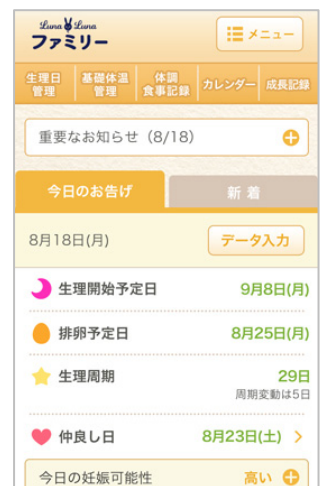 Luna Luna
ファミリー
メニュー
生理日
管理
基礎体温
管理
体調
食事記録
カレンダー
成長記録
重要なお知らせ（8/18）
今日のお告げ
新着
8月18日(月)
データ入力
生理開始予定日
9月8日(月)
排卵予定日
8月25日(月)
生理周期
29日
周期変動は5日
仲良し日
8月23日(土)
今日の妊娠可能性
高い